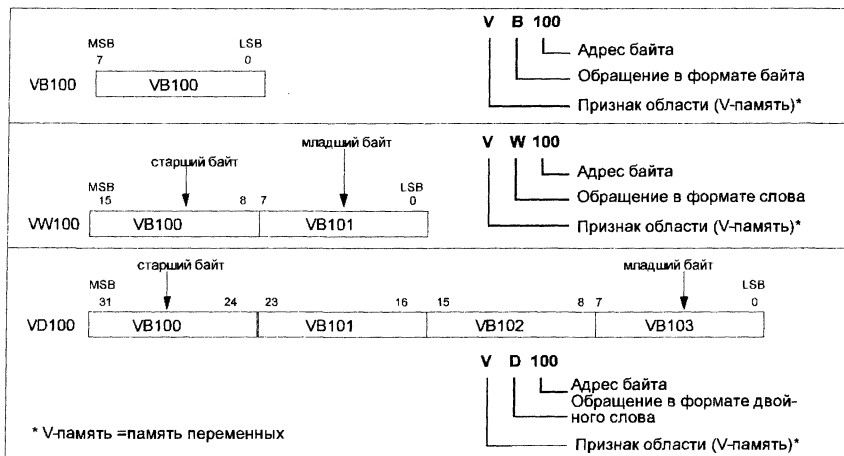 V B 100
MSB LSB
7 0
VB100 VB100
Адрес байта
Обращение в формате байта
Признак области (V-память)*
V W 100
младший байт
старший байт
MSB LSB
15 8 7 0
VW100 VB100 VB101
Адрес байта
Обращение в формате слова
Признак области (V-память)*
старший байт младший байт
MSB LSB
31 24 23 16 15 8 7 0
VD100 VB100 VB101 VB102 VB103
V D 100
Адрес байта
Обращение в формате двой-
ного слова
Признак области (V-память)*
* V-память =память переменных